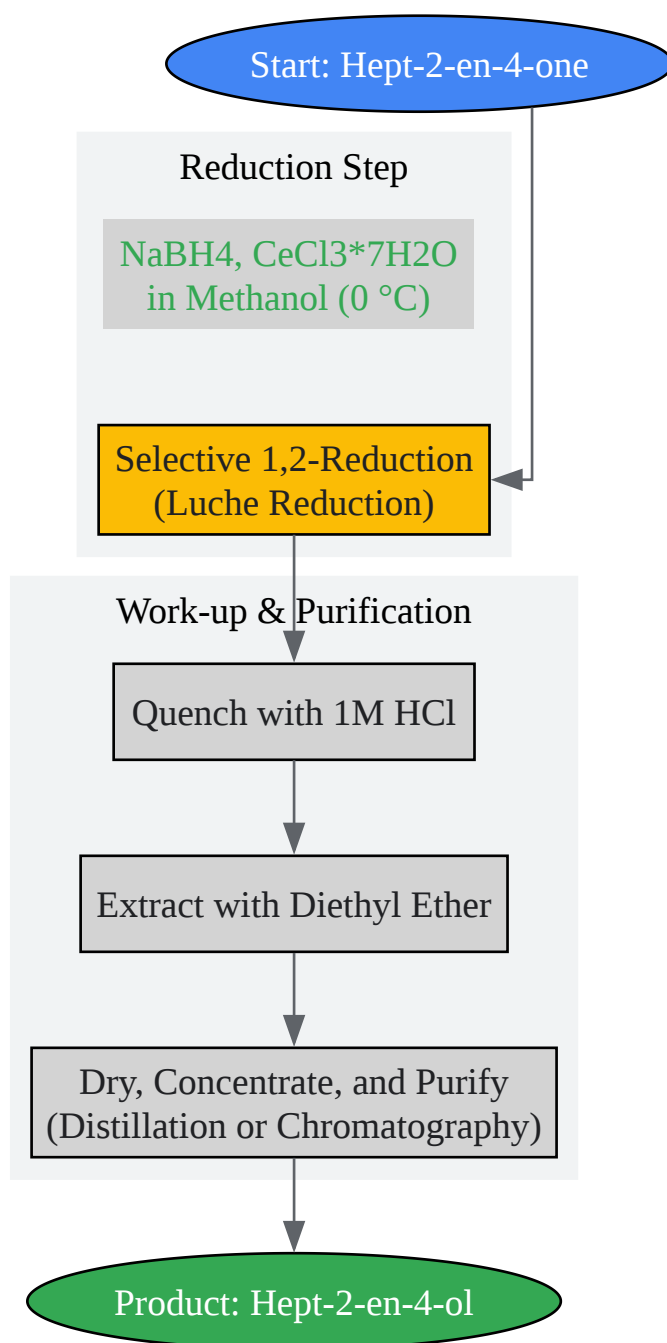 Start: Hept-2-en-4-one
Reduction Step
NaBH4, CeCl3*7H2O
in Methanol (0 °C)
Selective 1,2-Reduction
(Luche Reduction)
Work-up & Purification
Quench with 1M HCl
Extract with Diethyl Ether
Dry, Concentrate, and Purify
(Distillation or Chromatography)
Product: Hept-2-en-4-ol